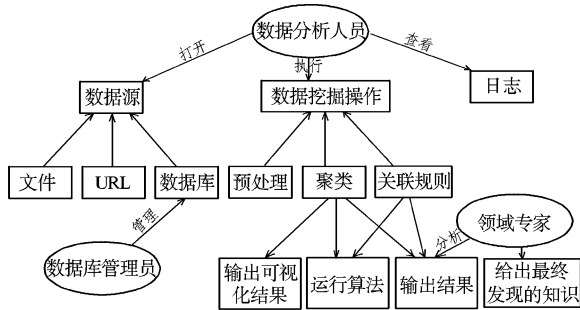 数据分析人员
打开
执行
查看
数据源
数据挖掘操作
日志
文件
URL
数据库
预处理
聚类
关联规则
管理
分析
领域专家
数据库管理员
输出可视
化结果
运行算法
输出结果
给出最终
发现的知识